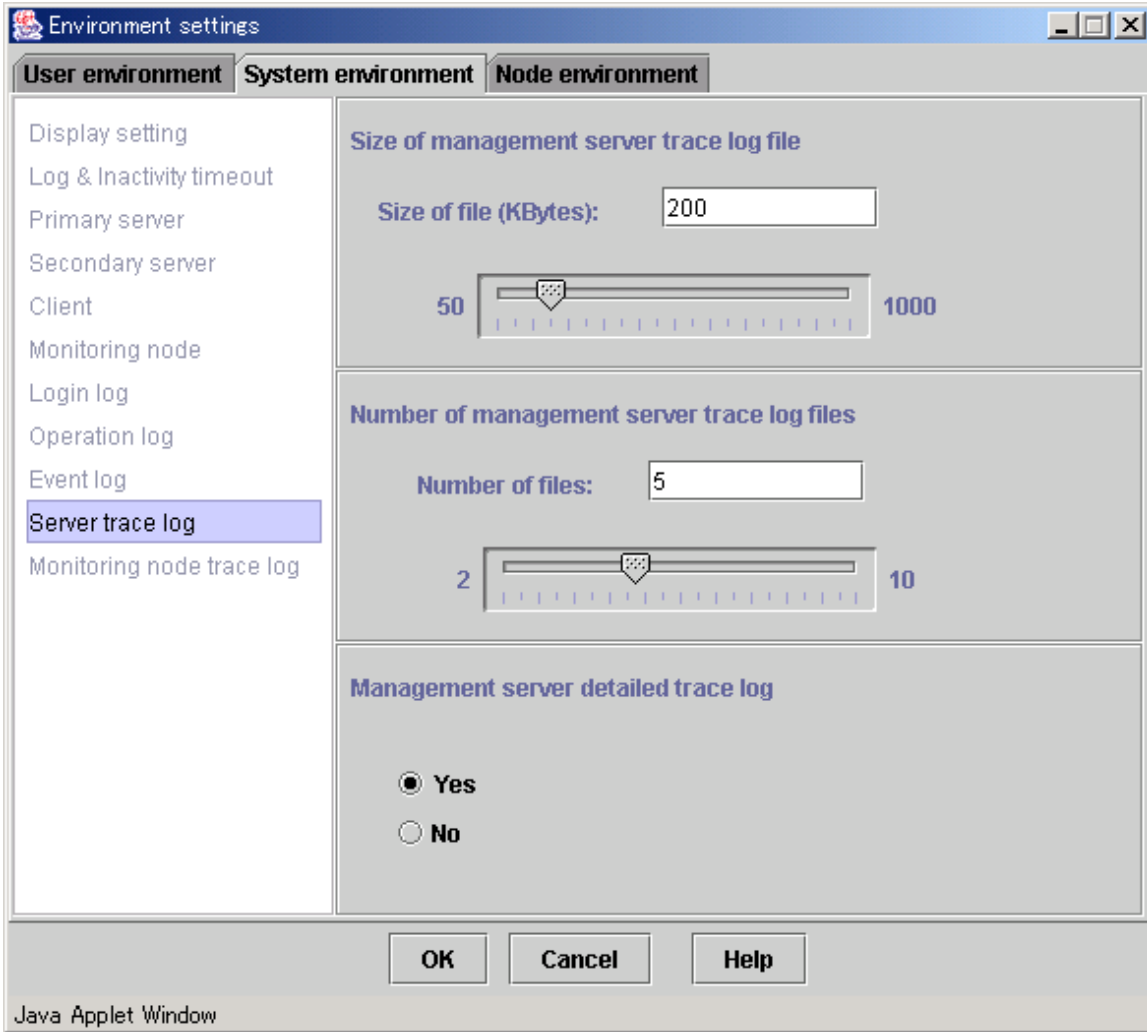 Environment settings
User environment System environment Node environment
Display setting
Log & Inactivity timeout
Primary server
Secondary server
Client
Monitoring node
Login log
Operation log
Event log
Server trace log
Monitoring node trace log
Size of management server trace log file
Size of file (KBytes): 200
50 1000
Number of management server trace log files
Number of files: 5
2 10
Management server detailed trace log
Yes
No
OK Cancel Help
Java Applet Window